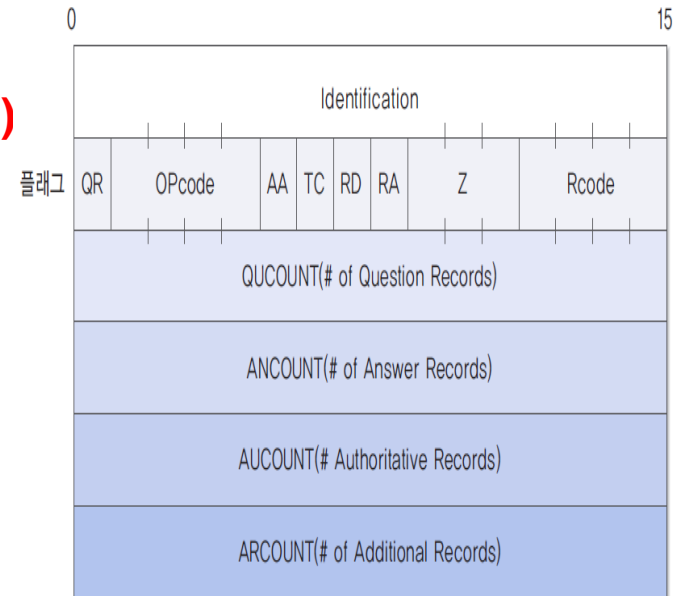 0 15
Identification
)
플래그 QR OPcode AA TC RD RA Z Rcode
QUCOUNT(# of Question Records)
ANCOUNT(# of Answer Records)
AUCOUNT(# Authoritative Records)
ARCOUNT(# of Additional Records)